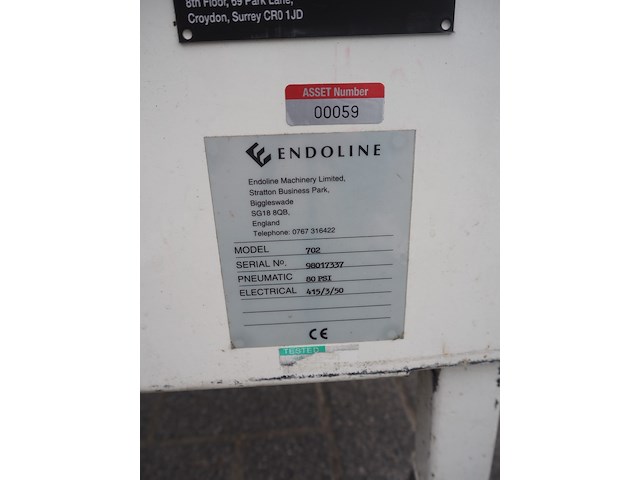 8th Floor, 69 Park Lane,
Croydon, Surrey CR0 1JD
ASSET Number
00059
ENDOLINE
Endoline Machinery Limited,
Stratton Business Park,
Biggleswade
SG18 8QB,
England
Telephone: 0767 316422
MODEL 702
SERIAL No. 98017337
PNEUMATIC 80 PSI
ELECTRICAL 415/3/50
CE
TESTED